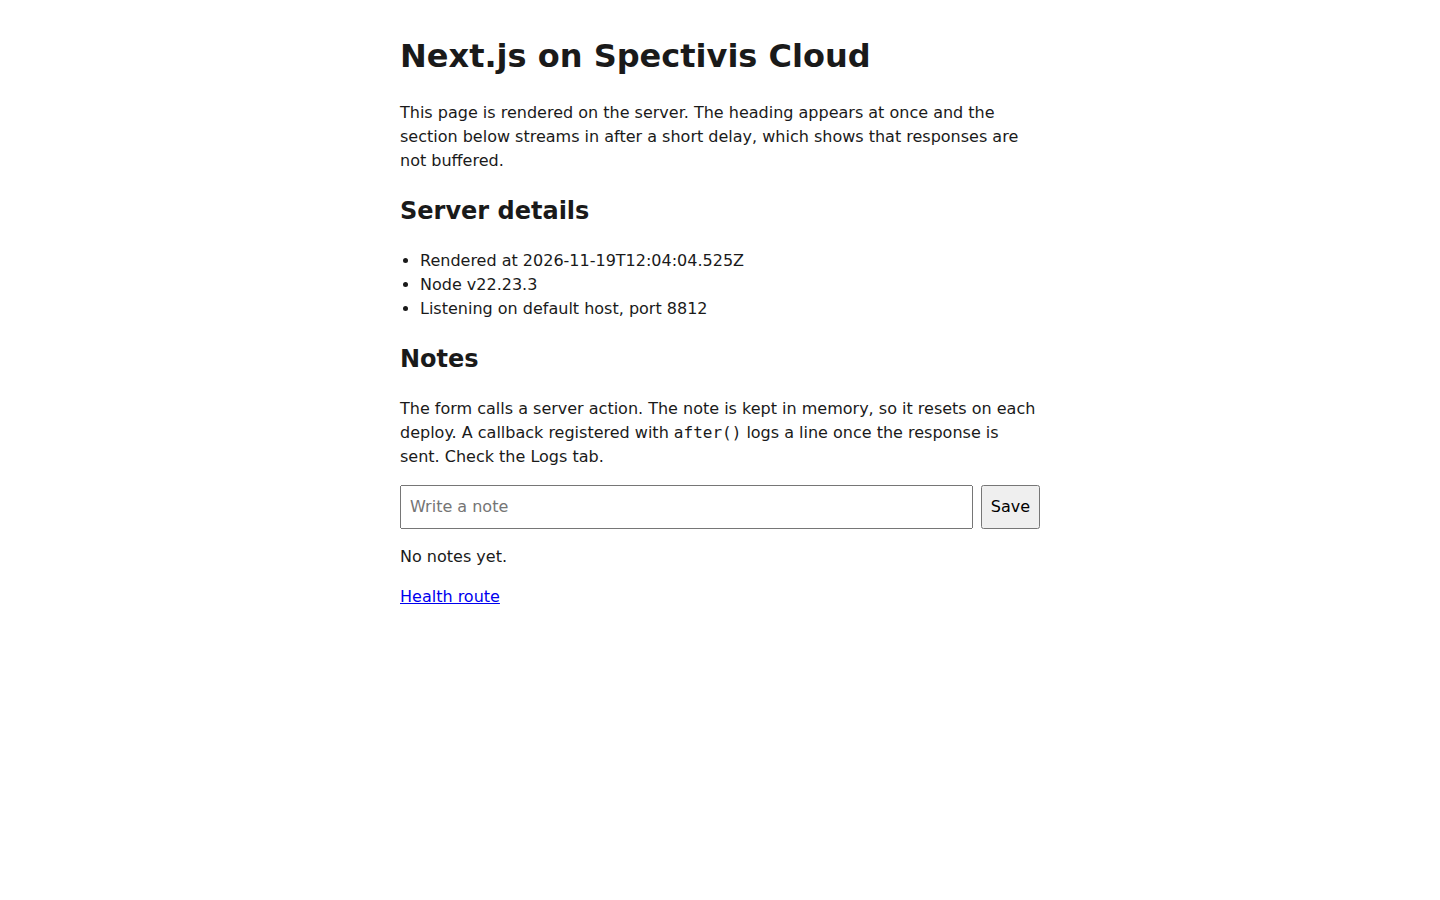 Next.js on Spectivis Cloud
This page is rendered on the server. The heading appears at once and the
section below streams in after a short delay, which shows that responses are
not buffered.
Server details
• Rendered at 2026-11-19T12:04:04.525Z
• Node v22.23.3
• Listening on default host, port 8812
Notes
The form calls a server action. The note is kept in memory, so it resets on each
deploy. A callback registered with after() logs a line once the response is
sent. Check the Logs tab.
Write a note Save
No notes yet.
Health route